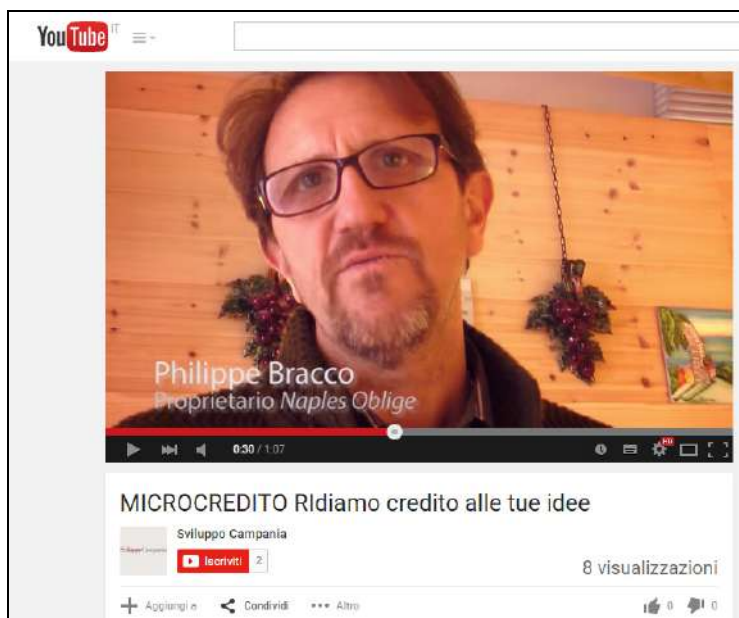 YouTube IT
Philippe Bracco
Proprietario Naples Oblige
0:30 / 1:07
HD
MICROCREDITO RIdiamo credito alle tue idee
Sviluppo Campania
Iscriviti 2
8 visualizzazioni
Aggiungi a Condividi Altro 0 0